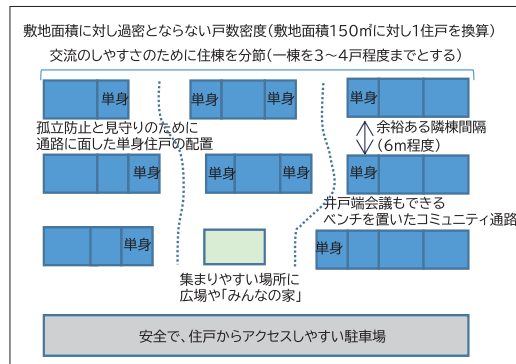 敷地面積に対し過密とならない戸数密度(敷地面積150㎡に対し1住戸を換算)
交流のしやすさのために住棟を分節(一棟を3〜4戸程度までとする)
単身
単身
単身
単身
孤立防止と見守りのために
通路に面した単身住戸の配置
余裕ある隣棟間隔
(6m程度)
単身
単身
単身
単身
井戸端会議もできる
ベンチを置いたコミュニティ通路
単身
単身
集まりやすい場所に
広場や「みんなの家」
安全で、住戸からアクセスしやすい駐車場